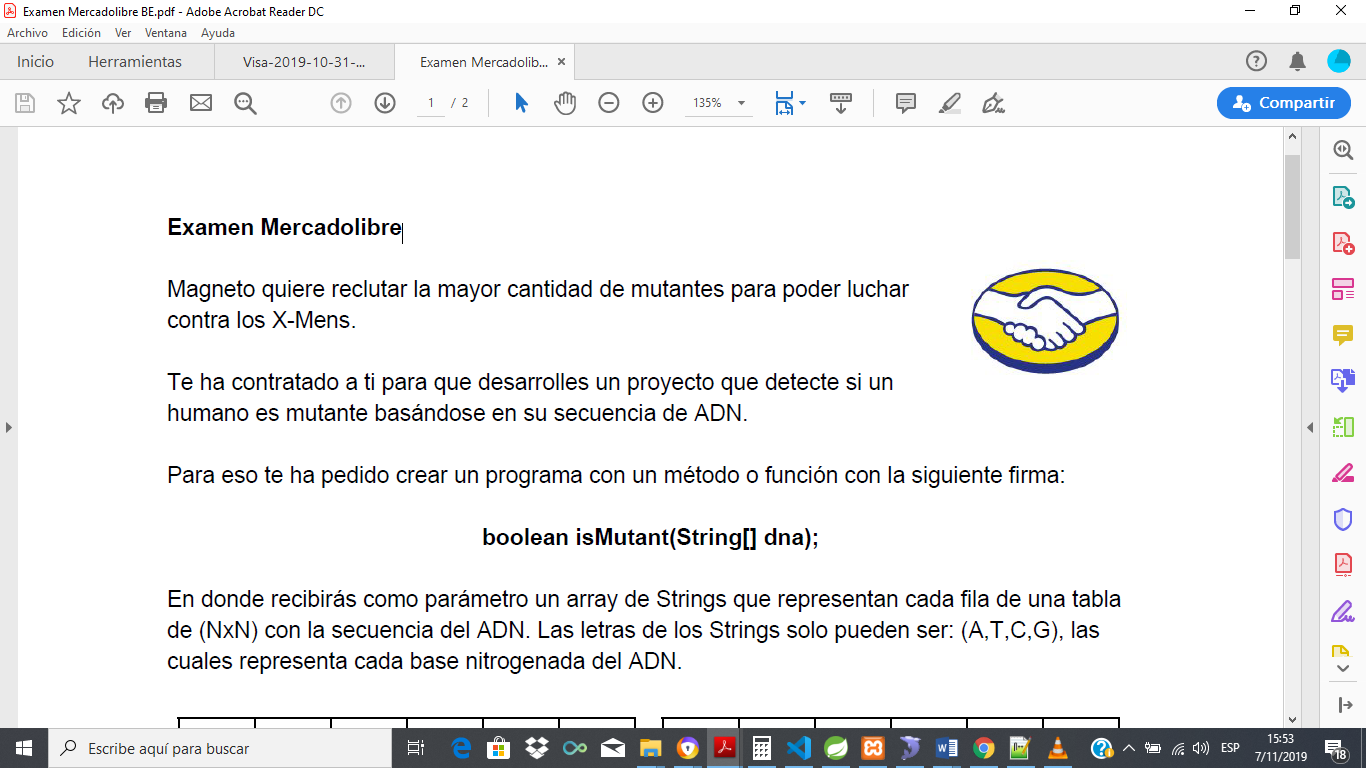 Examen Mercadolibre BE.pdf - Adobe Acrobat Reader DC
Archivo Edición Ver Ventana Ayuda
Inicio Herramientas Visa-2019-10-31-... Examen Mercadolib... ×
1 / 2 135% Compartir
Examen Mercadolibre
Magneto quiere reclutar la mayor cantidad de mutantes para poder luchar
contra los X-Mens.
Te ha contratado a ti para que desarrolles un proyecto que detecte si un
humano es mutante basándose en su secuencia de ADN.
Para eso te ha pedido crear un programa con un método o función con la siguiente firma:
boolean isMutant(String[] dna);
En donde recibirás como parámetro un array de Strings que representan cada fila de una tabla
de (NxN) con la secuencia del ADN. Las letras de los Strings solo pueden ser: (A,T,C,G), las
cuales representa cada base nitrogenada del ADN.
Escribe aquí para buscar
ESP
15:53
7/11/2019
18